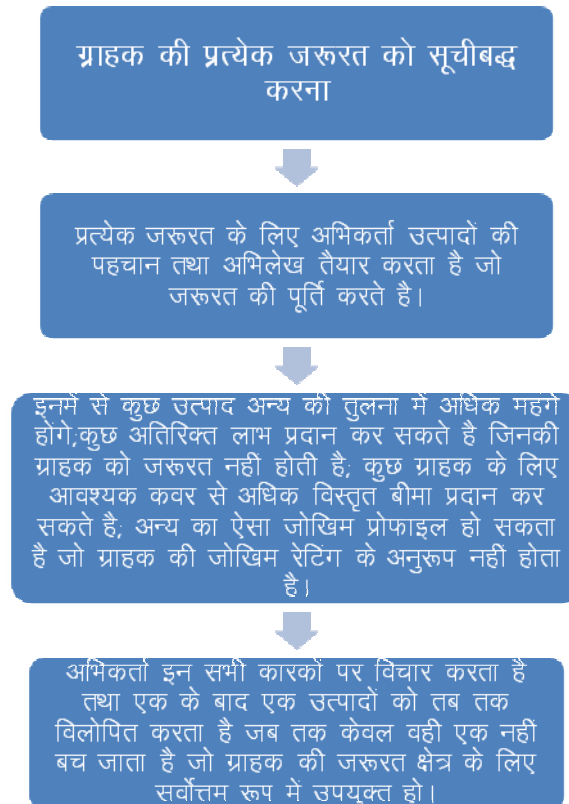 ग्राहक की प्रत्येक जरूरत को सूचीबद्ध
करना
प्रत्येक जरूरत के लिए अभिकर्ता उत्पादों की
पहचान तथा अभिलेख तैयार करता है जो
जरूरत की पूर्ति करते है।
इनमें से कुछ उत्पाद अन्य की तुलना में अधिक महंगे
होंगे;कुछ अतिरिक्त लाभ प्रदान कर सकते है जिनकी
ग्राहक को जरूरत नहीं होती है; कुछ ग्राहक के लिए
आवश्यक कवर से अधिक विस्तृत बीमा प्रदान कर
सकते है; अन्य का ऐसा जोखिम प्रोफाइल हो सकता
है जो ग्राहक की जोखिम रेटिंग के अनुरूप नहीं होता
है।
अभिकर्ता इन सभी कारकों पर विचार करता है
तथा एक के बाद एक उत्पादों को तब तक
विलोपित करता है जब तक केवल वही एक नहीं
बच जाता है जो ग्राहक की जरूरत क्षेत्र के लिए
सर्वोत्तम रूप में उपयुक्त हो।